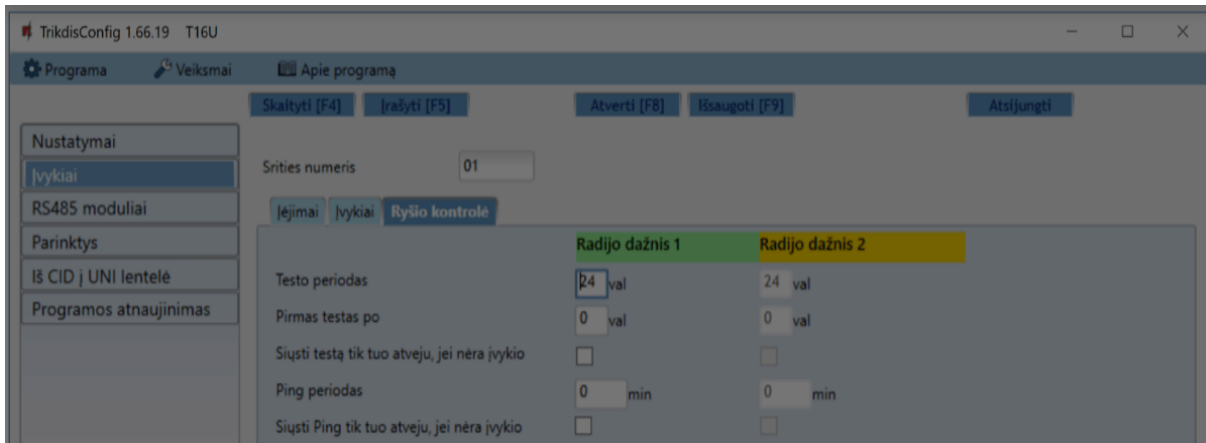 TrikdisConfig 1.66.19 T16U
Programa Veiksmai Apie programą
Skaityti [F4] Įrašyti [F5] Atverti [F8] Išsaugoti [F9] Atsijungti
Nustatymai
Įvykiai
RS485 moduliai
Parinktys
Iš CID į UNI lentelė
Programos atnaujinimas
Srities numeris 01
Įėjimai Įvykiai Ryšio kontrolė
Radijo dažnis 1 Radijo dažnis 2
Testo periodas 24 val 24 val
Pirmas testas po 0 val 0 val
Siųsti testą tik tuo atveju, jei nėra įvykio
Ping periodas 0 min 0 min
Siųsti Ping tik tuo atveju, jei nėra įvykio